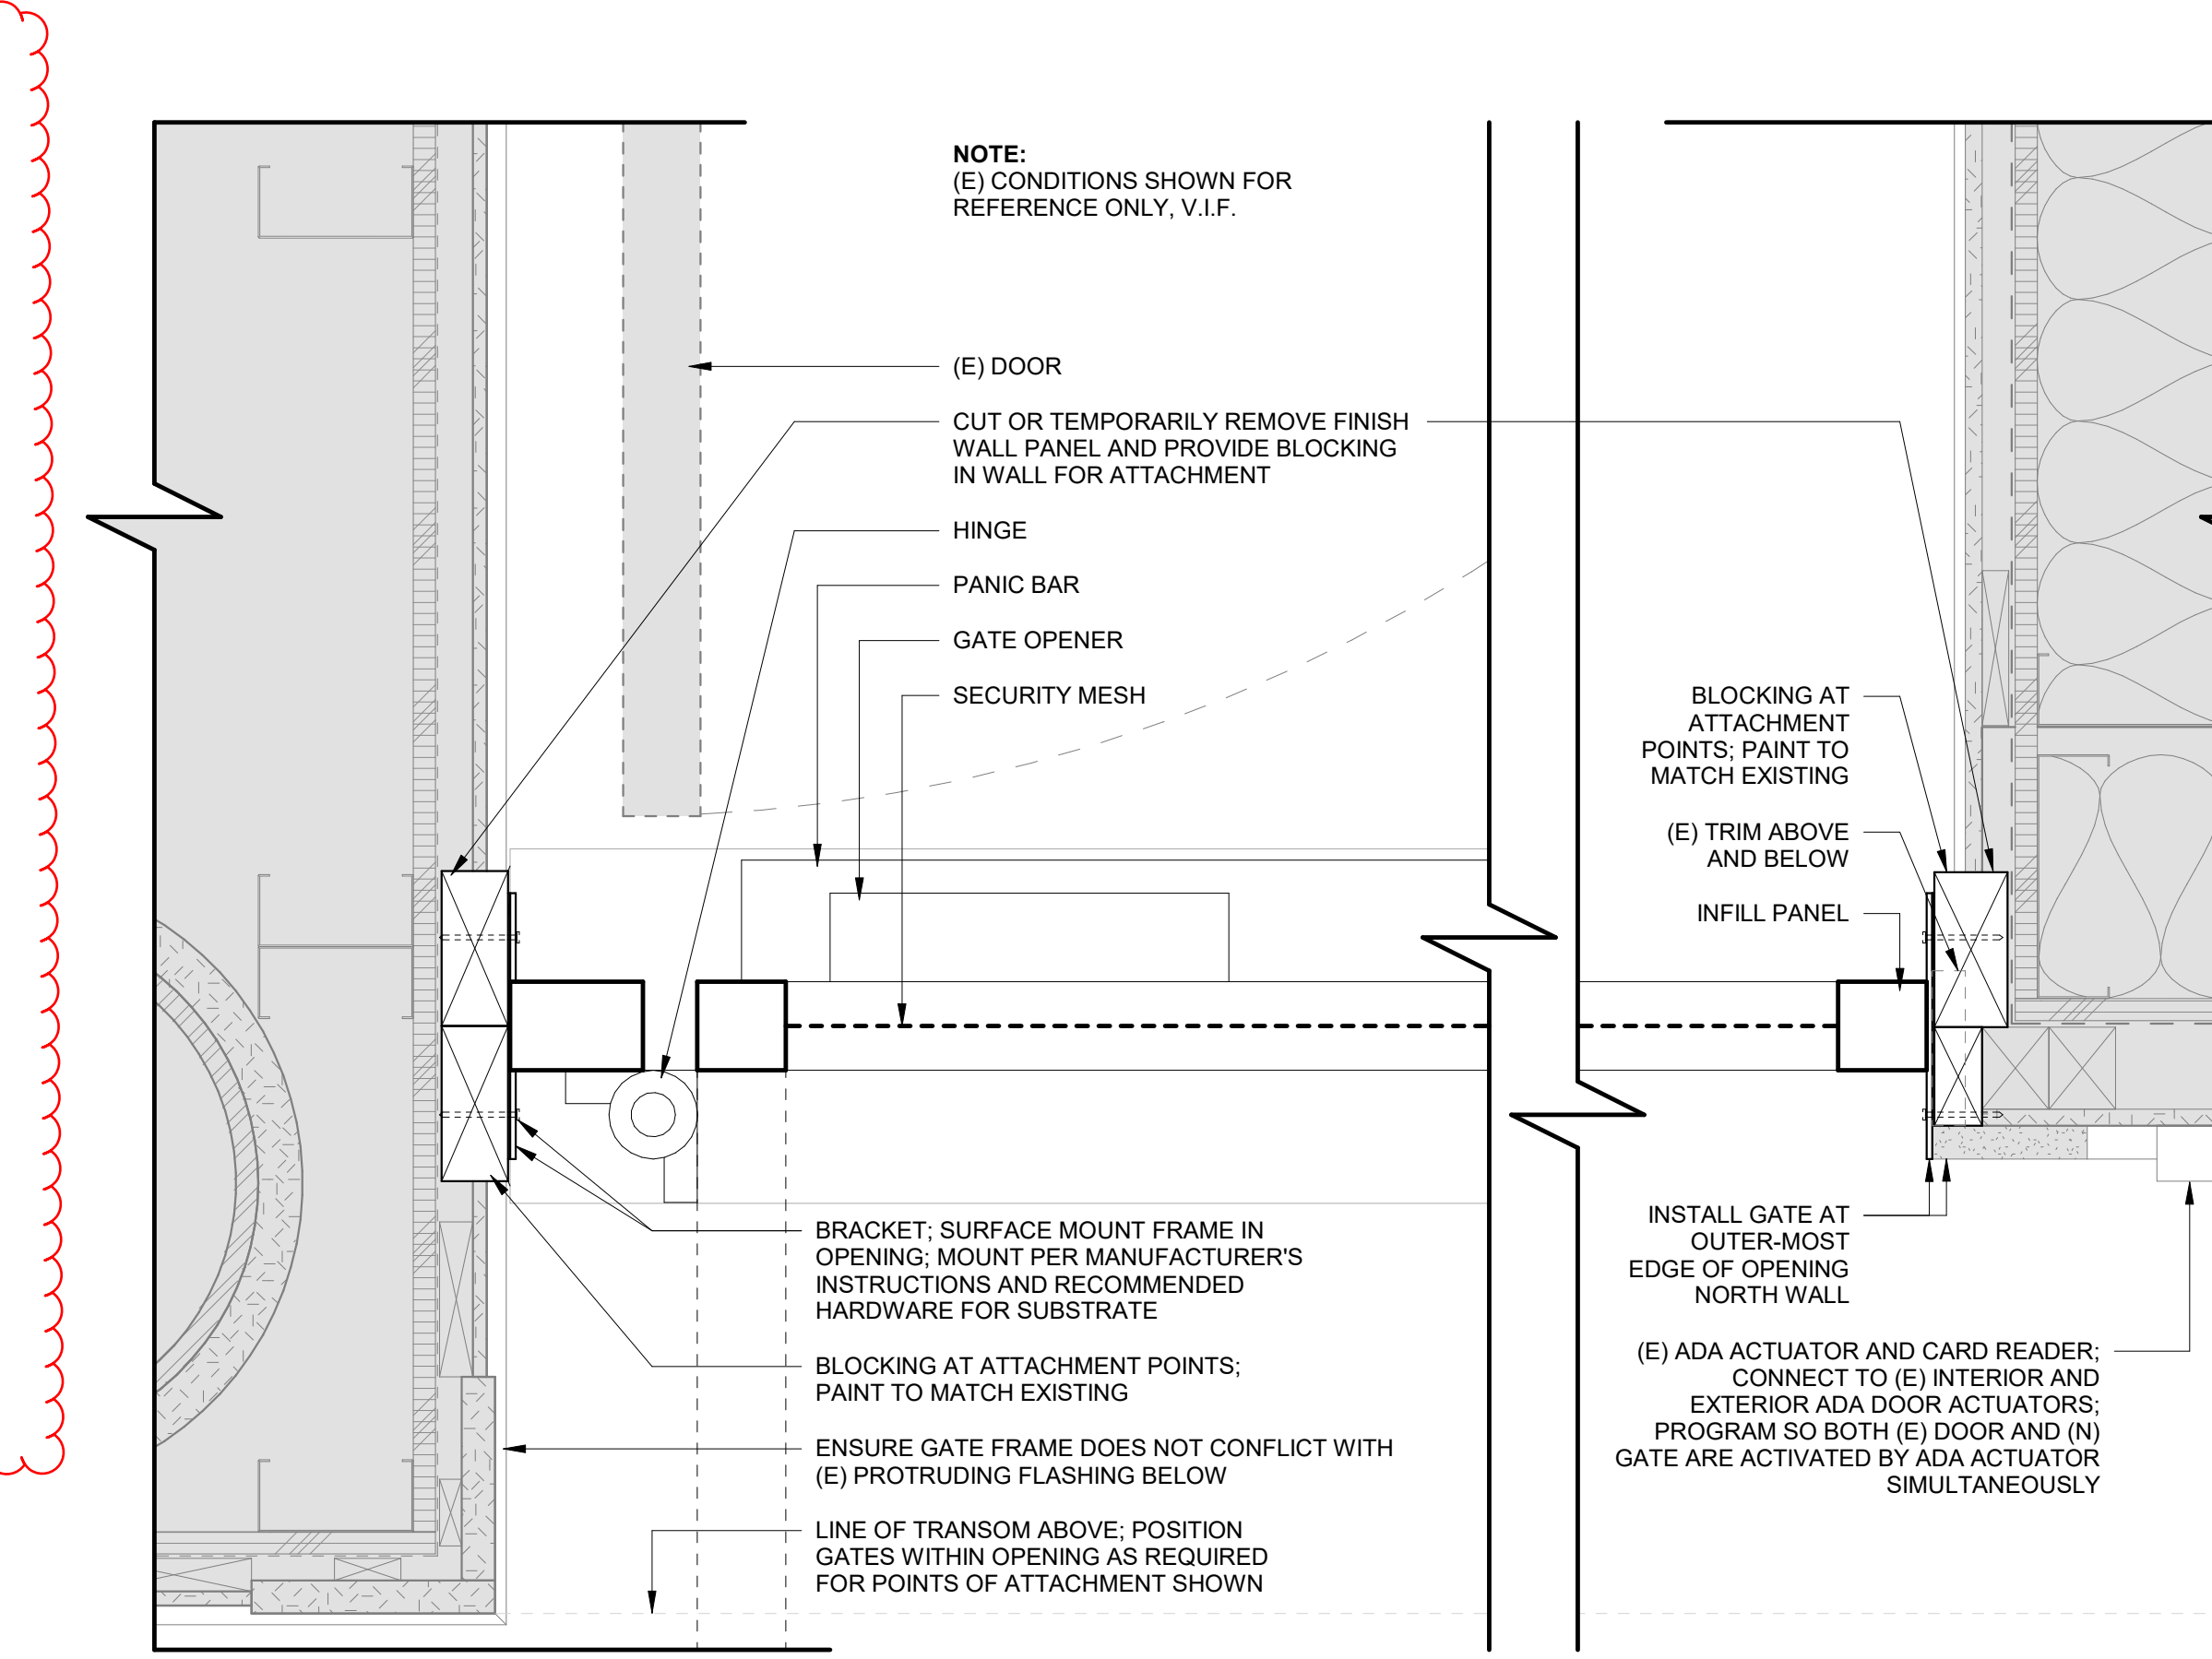 NOTE:
(E) CONDITIONS SHOWN FOR
REFERENCE ONLY, V.I.F.
(E) DOOR
CUT OR TEMPORARILY REMOVE FINISH
WALL PANEL AND PROVIDE BLOCKING
IN WALL FOR ATTACHMENT
HINGE
PANIC BAR
GATE OPENER
SECURITY MESH
BLOCKING AT
ATTACHMENT
POINTS; PAINT TO
MATCH EXISTING
(E) TRIM ABOVE
AND BELOW
INFILL PANEL
BRACKET; SURFACE MOUNT FRAME IN
OPENING; MOUNT PER MANUFACTURER'S
INSTRUCTIONS AND RECOMMENDED
HARDWARE FOR SUBSTRATE
BLOCKING AT ATTACHMENT POINTS;
PAINT TO MATCH EXISTING
ENSURE GATE FRAME DOES NOT CONFLICT WITH
(E) PROTRUDING FLASHING BELOW
LINE OF TRANSOM ABOVE; POSITION
GATES WITHIN OPENING AS REQUIRED
FOR POINTS OF ATTACHMENT SHOWN
INSTALL GATE AT
OUTER-MOST
EDGE OF OPENING
NORTH WALL
(E) ADA ACTUATOR AND CARD READER;
CONNECT TO (E) INTERIOR AND
EXTERIOR ADA DOOR ACTUATORS;
PROGRAM SO BOTH (E) DOOR AND (N)
GATE ARE ACTIVATED BY ADA ACTUATOR
SIMULTANEOUSLY